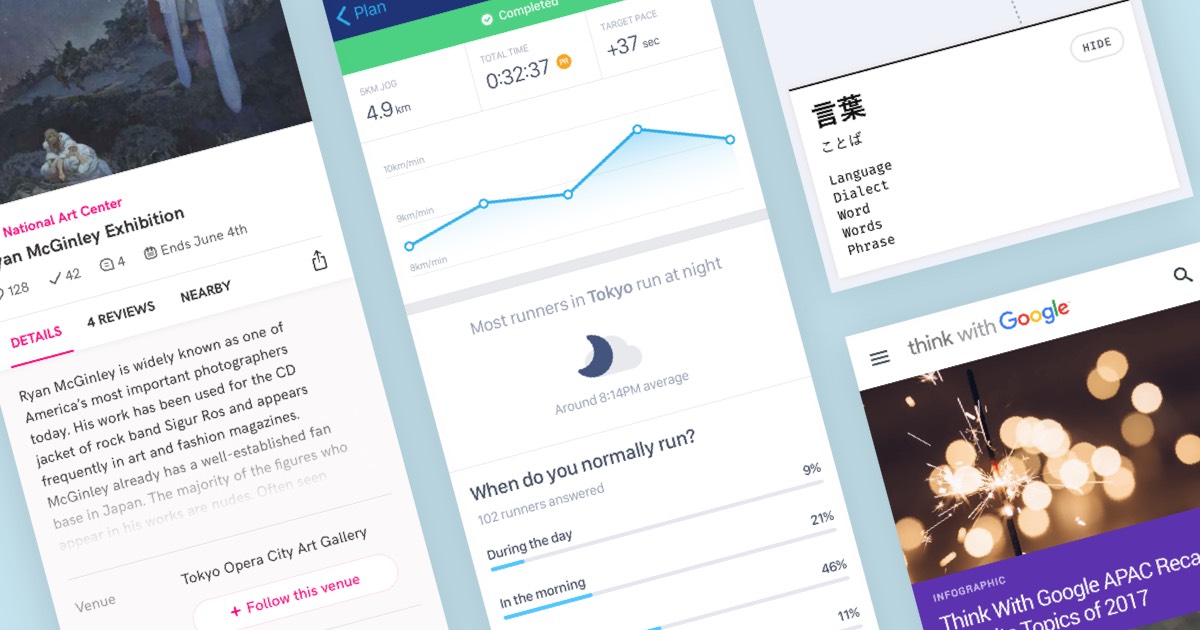 National Art Center
yan McGinley Exhibition
128
42
4
Ends June 4th
DETAILS
4 REVIEWS
NEARBY
Ryan McGinley is widely known as one of
America's most important photographers
today. His work has been used for the CD
jacket of rock band Sigur Ros and appears
frequently in art and fashion magazines.
McGinley already has a well-established fan
base in Japan. The majority of the figures who
appear in his works are nudes. Often seen
Venue
Tokyo Opera City Art Gallery
+ Follow this venue
Plan
Completed
5KM JOG
4.9 km
TOTAL TIME
0:32:37 PR
TARGET PACE
+37 sec
10km/min
9km/min
8km/min
Most runners in Tokyo run at night
Around 8:14PM average
When do you normally run?
102 runners answered
During the day
9%
In the morning
21%
46%
11%
HIDE
言葉
ことば
Language
Dialect
Word
Words
Phrase
think with Google
INFOGRAPHIC
Think With Google APAC Reca
Topics of 2017